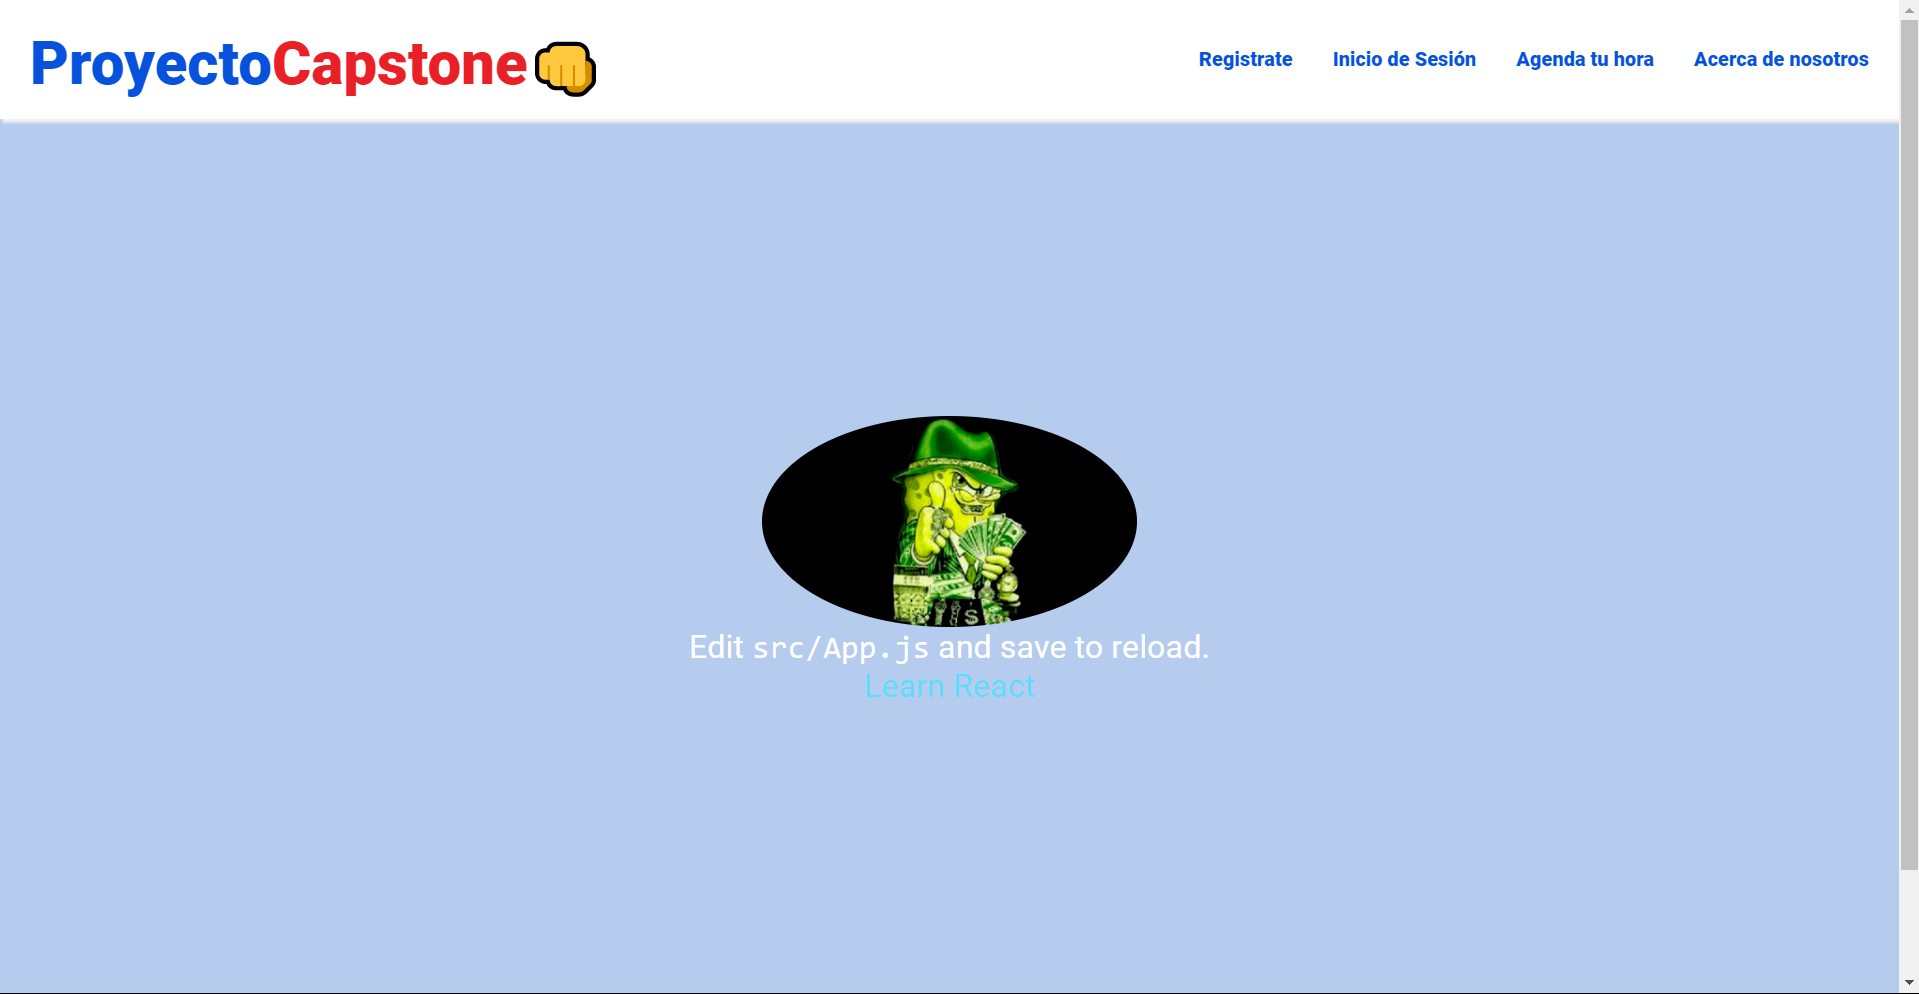 ProyectoCapstone👊
Registrate Inicio de Sesión Agenda tu hora Acerca de nosotros
$
Edit src/App.js and save to reload.
Learn React